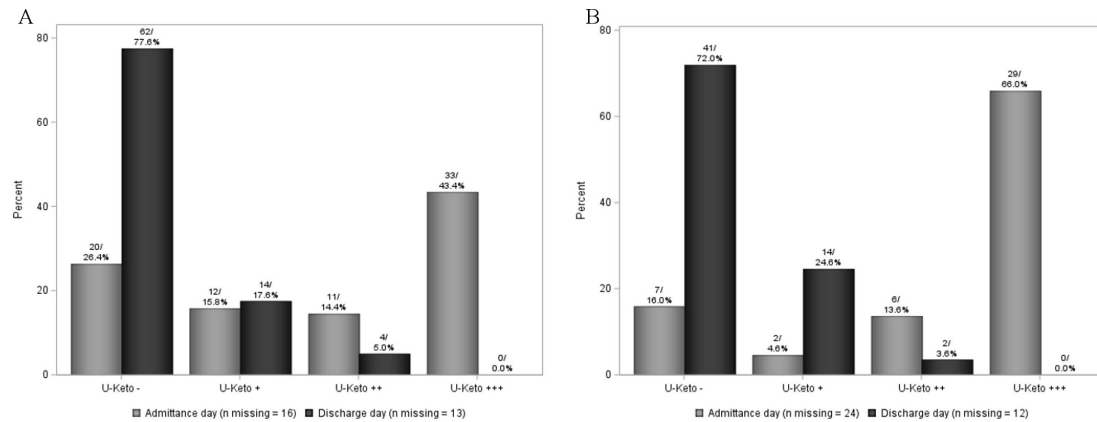 A
80
60
40
20
0
Percent
62/
77.6%
20/
26.4%
12/
15.8%
14/
17.6%
11/
14.4%
4/
5.0%
33/
43.4%
0/
0.0%
U-Keto -
U-Keto +
U-Keto ++
U-Keto +++
Admittance day (n missing = 16)
Discharge day (n missing = 13)
B
80
60
40
20
0
Percent
41/
72.0%
7/
16.0%
2/
4.6%
14/
24.6%
6/
13.6%
2/
3.6%
29/
66.0%
0/
0.0%
U-Keto -
U-Keto +
U-Keto ++
U-Keto +++
Admittance day (n missing = 24)
Discharge day (n missing = 12)